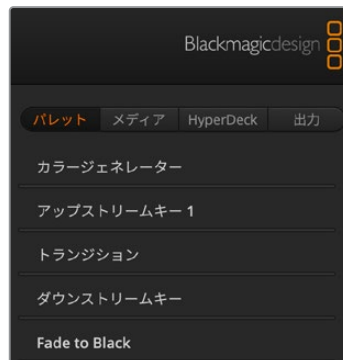 Blackmagicdesign
パレット メディア HyperDeck 出力
カラージェネレーター
アップストリームキー 1
トランジション
ダウンストリームキー
Fade to Black